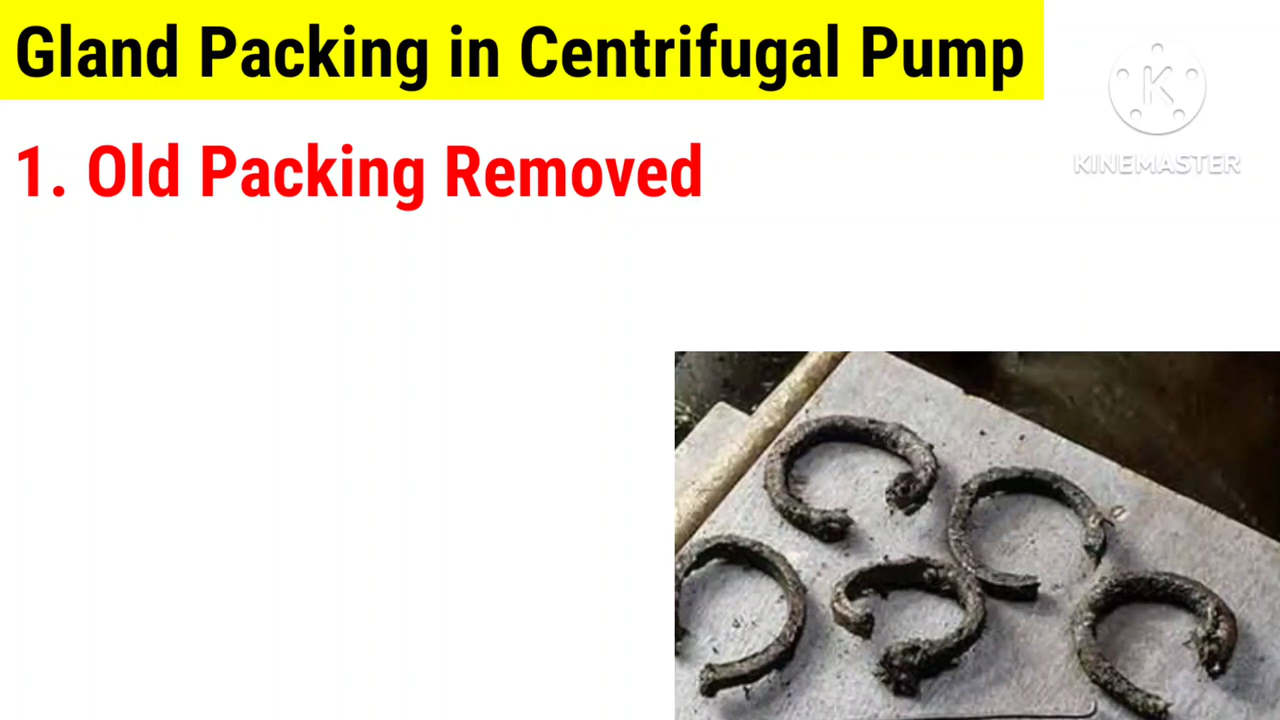 Gland Packing in Centrifugal Pump
K
KINEMASTER
1. Old Packing Removed